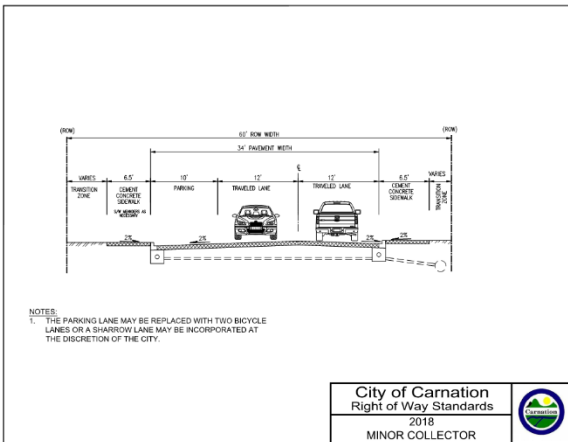 (ROW)
(ROW)
60' ROW WIDTH
34' PAVEMENT WIDTH
VARIES
6.5'
10'
12'
12'
6.5'
VARIES
TRANSITION
ZONE
CEMENT
CONCRETE
SIDEWALK
PARKING
TRAVELED LANE
TRAVELED LANE
CEMENT
CONCRETE
SIDEWALK
TRANSITION
ZONE
S/W MEANDERS AS
NECESSARY
2%
2%
2%
2%
NOTES:
1. THE PARKING LANE MAY BE REPLACED WITH TWO BICYCLE
LANES OR A SHARROW LANE MAY BE INCORPORATED AT
THE DISCRETION OF THE CITY.
City of Carnation
Right of Way Standards
2018
MINOR COLLECTOR
Carnation